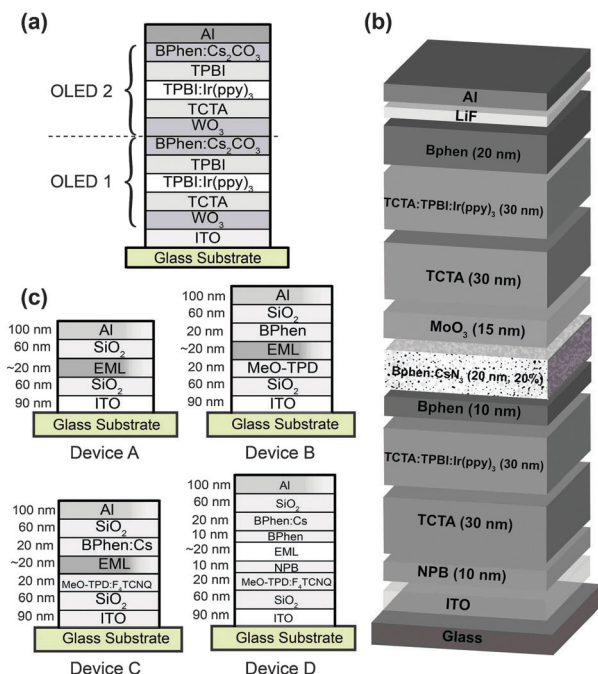 (a)
Al
BPhen:Cs₂CO₃
TPBI
TPBI:Ir(ppy)₃
TCTA
WO₃
BPhen:Cs₂CO₃
TPBI
TPBI:Ir(ppy)₃
TCTA
WO₃
ITO
Glass Substrate
OLED 2
OLED 1
(b)
Al
LiF
Bphen (20 nm)
TCTA:TPBI:Ir(ppy)₃ (30 nm)
TCTA (30 nm)
MoO₃ (15 nm)
Bphen:CsN₃ (20 nm, 20%)
Bphen (10 nm)
TCTA:TPBI:Ir(ppy)₃ (30 nm)
TCTA (30 nm)
NPB (10 nm)
ITO
Glass
(c)
100 nm Al
60 nm SiO₂
~20 nm EML
60 nm SiO₂
90 nm ITO
Glass Substrate
Device A
100 nm Al
60 nm SiO₂
20 nm BPhen
~20 nm EML
20 nm MeO-TPD
60 nm SiO₂
90 nm ITO
Glass Substrate
Device B
100 nm Al
60 nm SiO₂
20 nm BPhen:Cs
~20 nm EML
20 nm MeO-TPD:F₄TCNQ
60 nm SiO₂
90 nm ITO
Glass Substrate
Device C
100 nm Al
60 nm SiO₂
20 nm BPhen:Cs
10 nm BPhen
~20 nm EML
10 nm NPB
20 nm MeO-TPD:F₄TCNQ
60 nm SiO₂
90 nm ITO
Glass Substrate
Device D